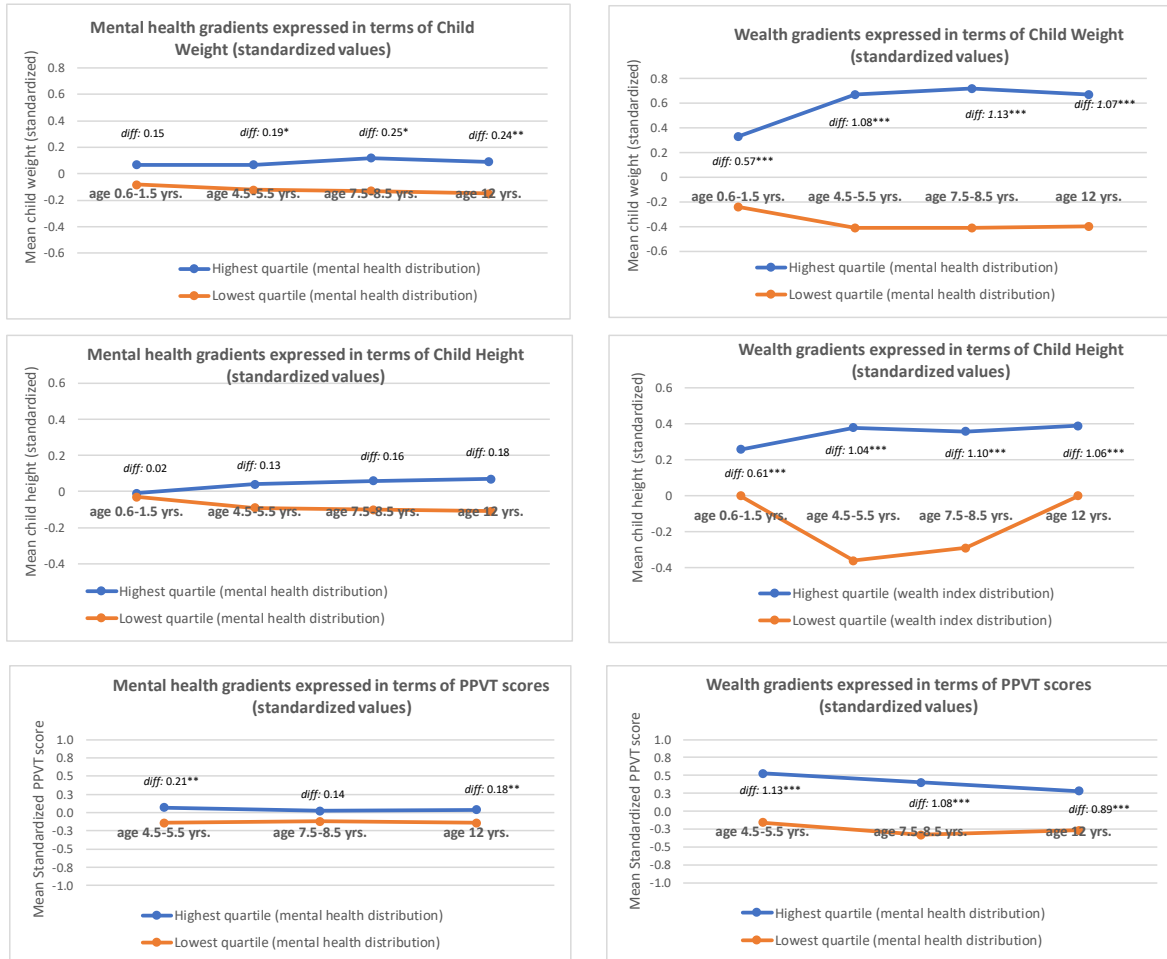 Mental health gradients expressed in terms of Child
Weight (standardized values)
Mean child weight (standardized)
0.8
0.6
0.4
0.2
0
-0.2
-0.4
-0.6
diff: 0.15
diff: 0.19*
diff: 0.25*
diff: 0.24**
age 0.6-1.5 yrs.
age 4.5-5.5 yrs.
age 7.5-8.5 yrs.
age 12 yrs.
Highest quartile (mental health distribution)
Lowest quartile (mental health distribution)
Wealth gradients expressed in terms of Child Weight
(standardized values)
Mean child weight (standardized)
0.8
0.6
0.4
0.2
0
-0.2
-0.4
-0.6
diff: 0.57***
diff: 1.08***
diff: 1.13***
diff: 1.07***
age 0.6-1.5 yrs.
age 4.5-5.5 yrs.
age 7.5-8.5 yrs.
age 12 yrs.
Highest quartile (mental health distribution)
Lowest quartile (mental health distribution)
Mental health gradients expressed in terms of Child Height
(standardized values)
Mean child height (standardized)
0.6
0.4
0.2
0
-0.2
-0.4
diff: 0.02
diff: 0.13
diff: 0.16
diff: 0.18
age 0.6-1.5 yrs.
age 4.5-5.5 yrs.
age 7.5-8.5 yrs.
age 12 yrs.
Highest quartile (mental health distribution)
Lowest quartile (mental health distribution)
Wealth gradients expressed in terms of Child Height
(standardized values)
Mean child height (standardized)
0.6
0.4
0.2
0
-0.2
-0.4
diff: 0.61***
diff: 1.04***
diff: 1.10***
diff: 1.06***
age 0.6-1.5 yrs.
age 4.5-5.5 yrs.
age 7.5-8.5 yrs.
age 12 yrs.
Highest quartile (wealth index distribution)
Lowest quartile (wealth index distribution)
Mental health gradients expressed in terms of PPVT scores
(standardized values)
Mean Standardized PPVT score
1.0
0.8
0.5
0.3
0.0
-0.3
-0.5
-0.8
-1.0
diff: 0.21**
diff: 0.14
diff: 0.18**
age 4.5-5.5 yrs.
age 7.5-8.5 yrs.
age 12 yrs.
Highest quartile (mental health distribution)
Lowest quartile (mental health distribution)
Wealth gradients expressed in terms of PPVT scores
(standardized values)
Mean Standardized PPVT score
1.0
0.8
0.5
0.3
0.0
-0.3
-0.5
-0.8
-1.0
diff: 1.13***
diff: 1.08***
diff: 0.89***
age 4.5-5.5 yrs.
age 7.5-8.5 yrs.
age 12 yrs.
Highest quartile (mental health distribution)
Lowest quartile (mental health distribution)